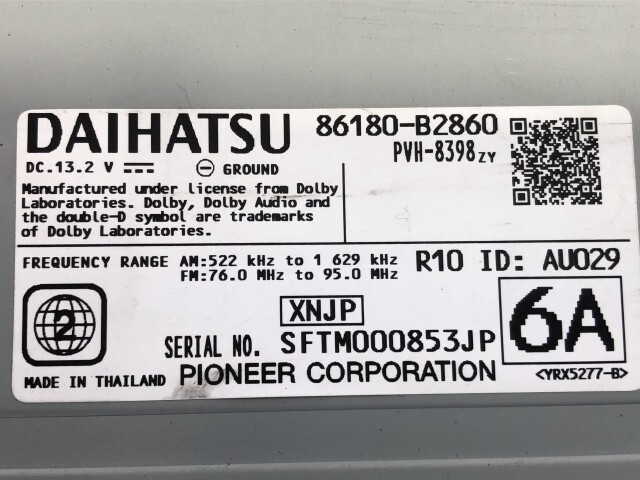 DAIHATSU 86180-B2860
DC.13.2 V GROUND PVH-8398ZY
Manufactured under license from Dolby
Laboratories. Dolby, Dolby Audio and
the double-D symbol are trademarks
of Dolby Laboratories.
FREQUENCY RANGE AM:522 kHz to 1 629 kHz R10 ID: AU029
FM:76.0 MHz to 95.0 MHz
2
XNJP
6A
SERIAL NO. SFTM000853JP
MADE IN THAILAND PIONEER CORPORATION <YRX5277-B>